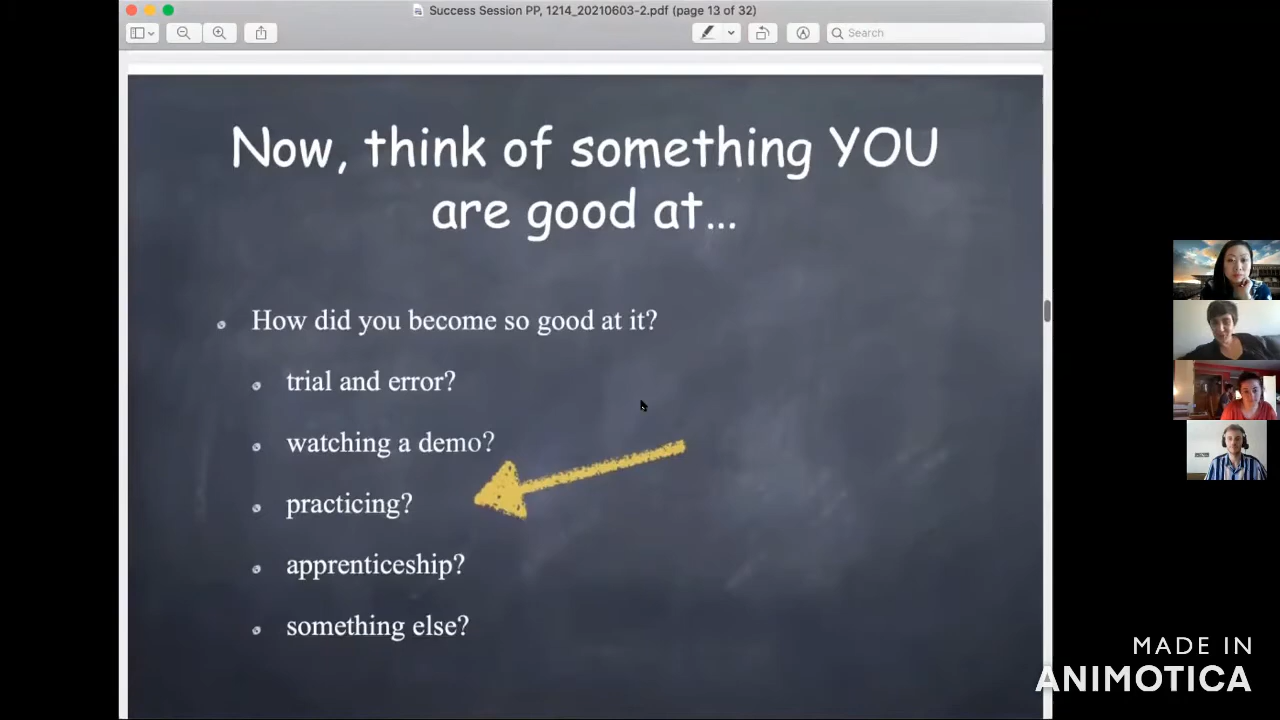 Success Session PP, 1214_20210603-2.pdf (page 13 of 32)
Search
Now, think of something YOU
are good at...
How did you become so good at it?
trial and error?
watching a demo?
practicing?
apprenticeship?
something else?
MADE IN
ANIMOTICA